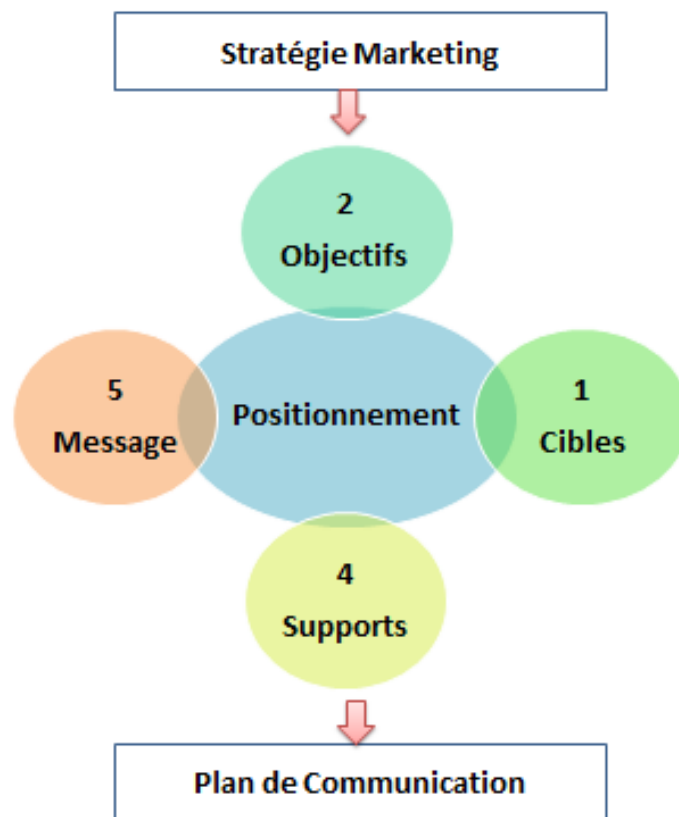 Stratégie Marketing
2
Objectifs
5
Message
Positionnement
1
Cibles
4
Supports
Plan de Communication